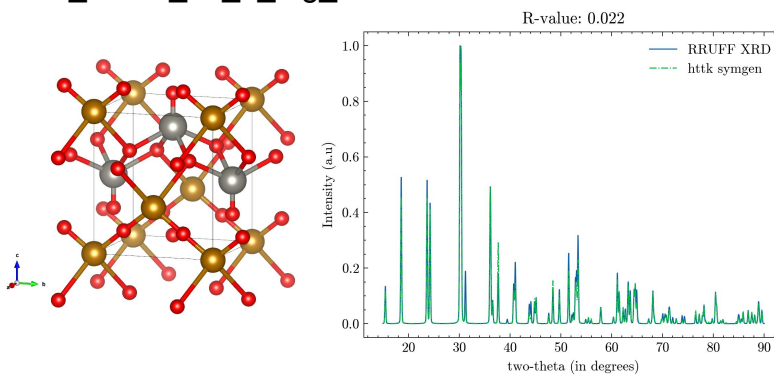 R-value: 0.022
RRUFF XRD
httk symgen
1.0
0.8
0.6
0.4
0.2
0.0
Intensity (a.u)
20 30 40 50 60 70 80 90
two-theta (in degrees)
c
b